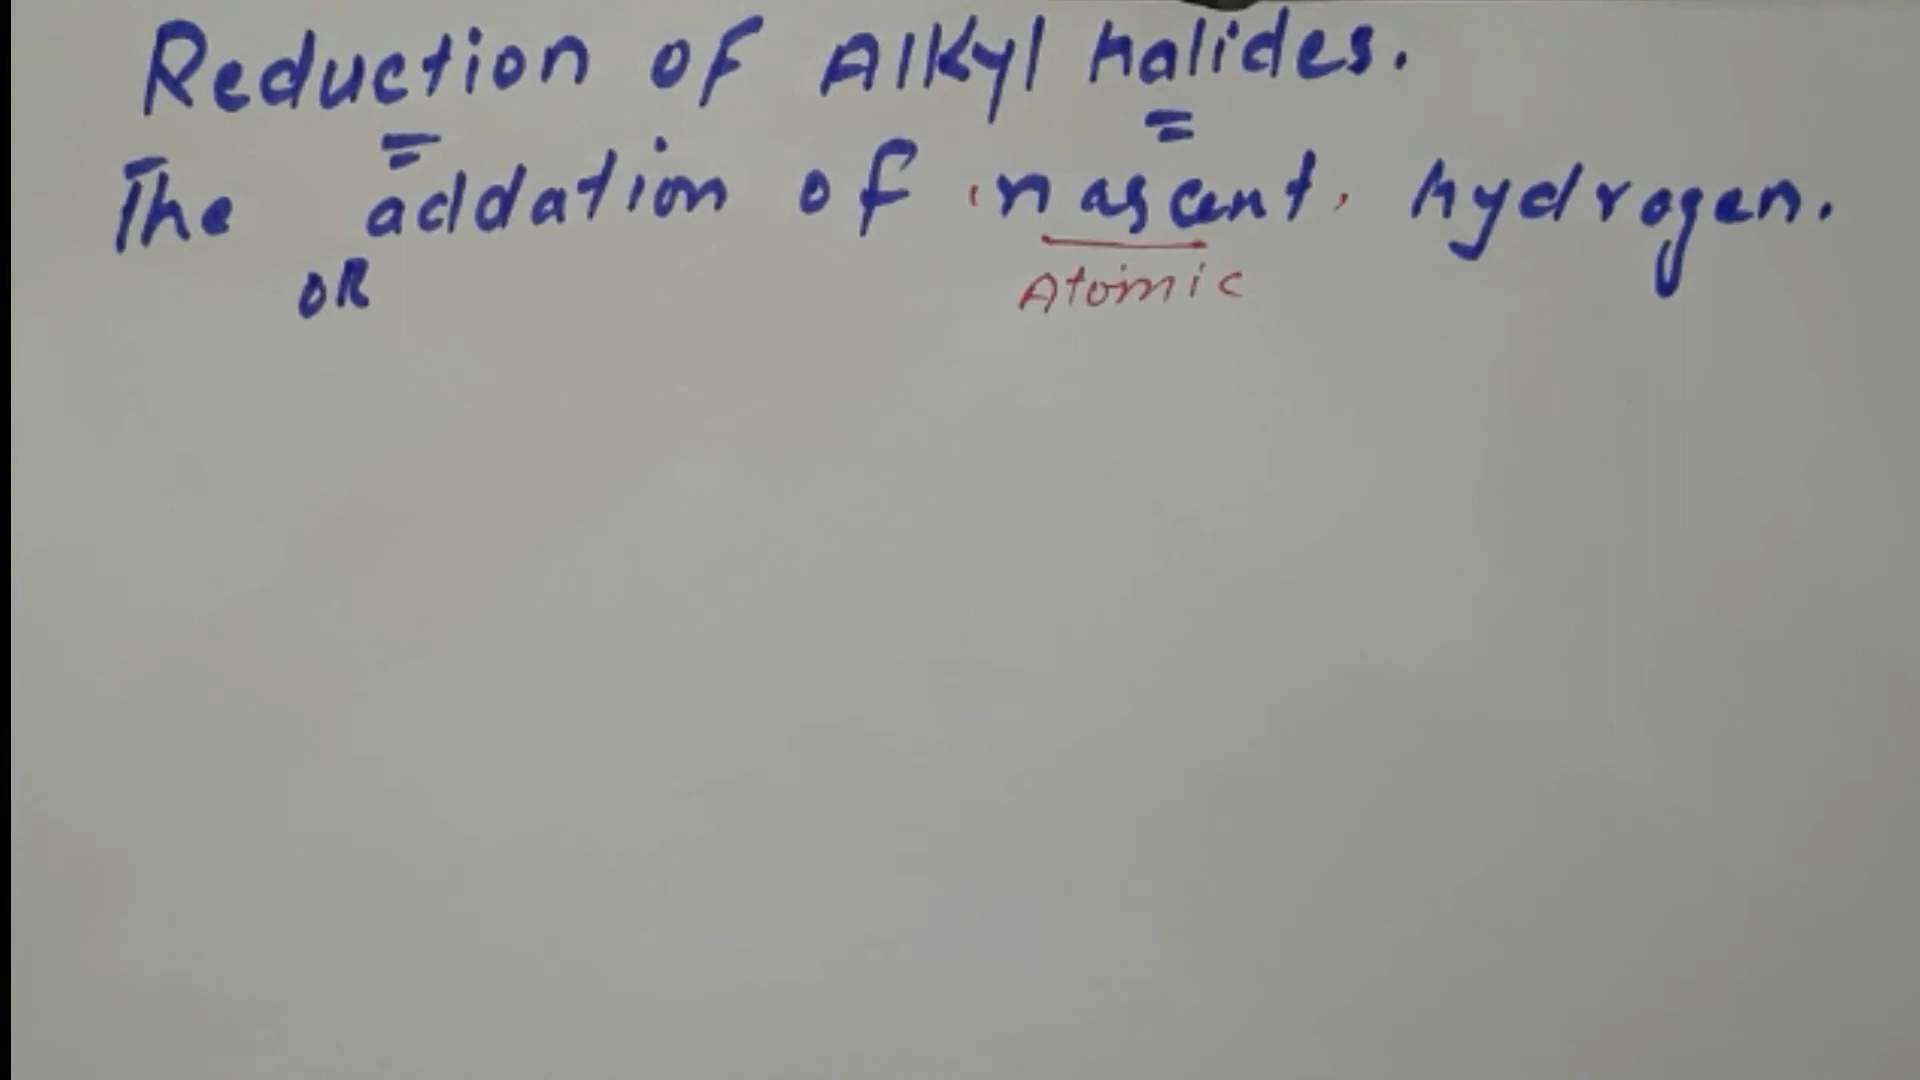 Reduction of Alkyl halides.
The addation of 'nascent' hydrogen.
OR
Atomic